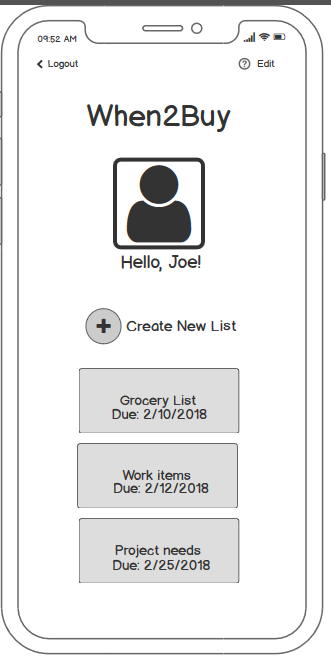 09:52 AM
Logout
Edit
When2Buy
Hello, Joe!
Create New List
Grocery List
Due: 2/10/2018
Work items
Due: 2/12/2018
Project needs
Due: 2/25/2018